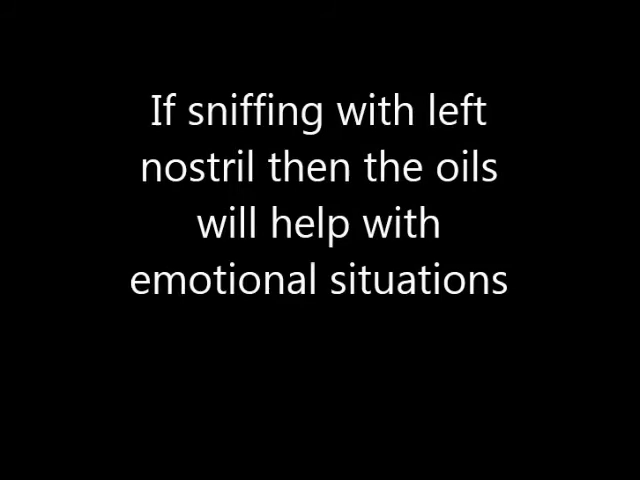 If sniffing with left
nostril then the oils
will help with
emotional situations